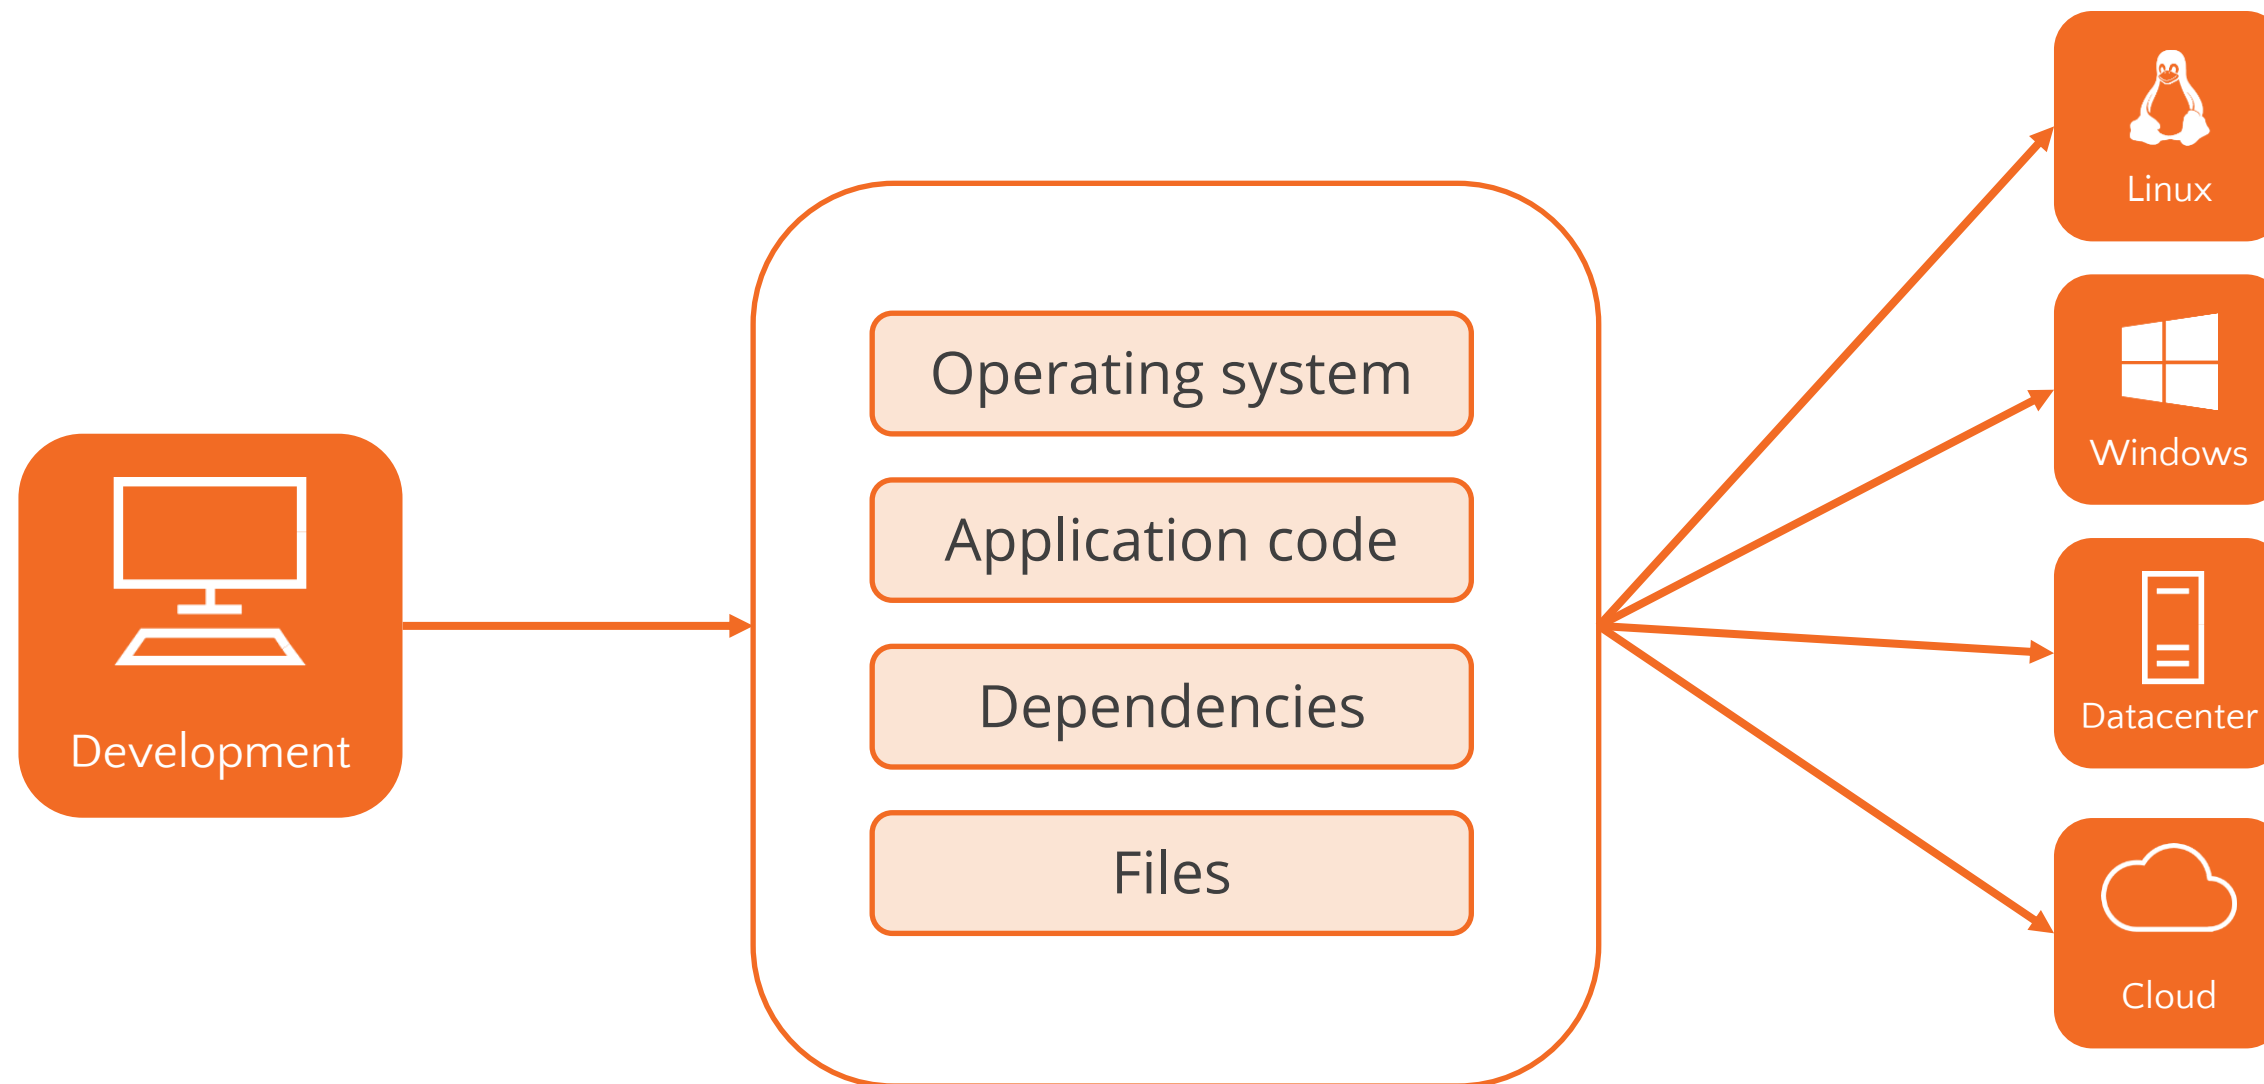 Development
Operating system
Application code
Dependencies
Files
Linux
Windows
Datacenter
Cloud